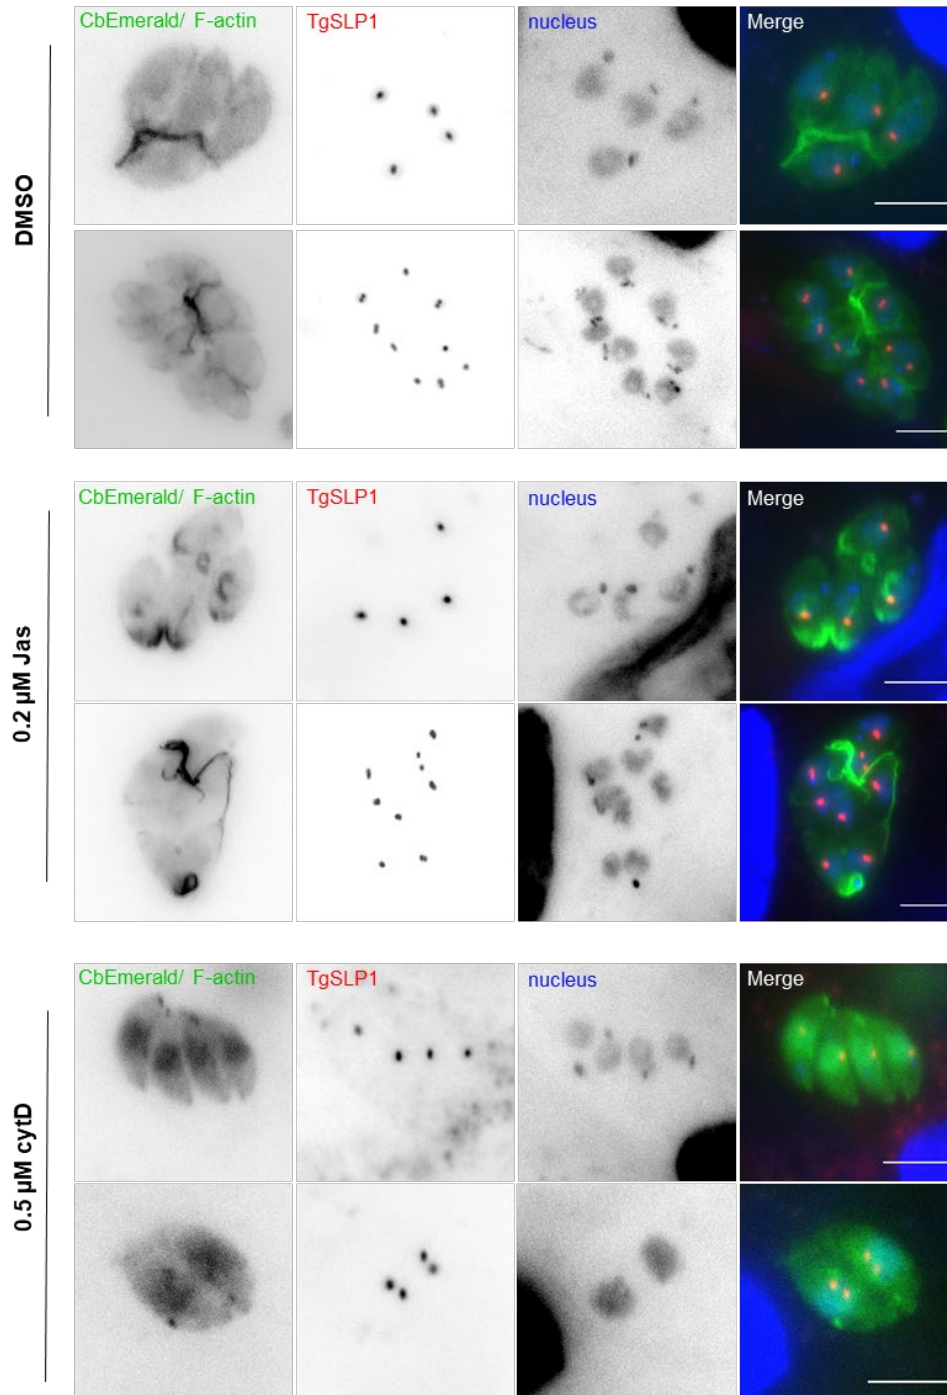 CbEmerald/ F-actin TgSLP1 nucleus Merge
DMSO
CbEmerald/ F-actin TgSLP1 nucleus Merge
0.2 µM Jas
CbEmerald/ F-actin TgSLP1 nucleus Merge
0.5 µM cytD